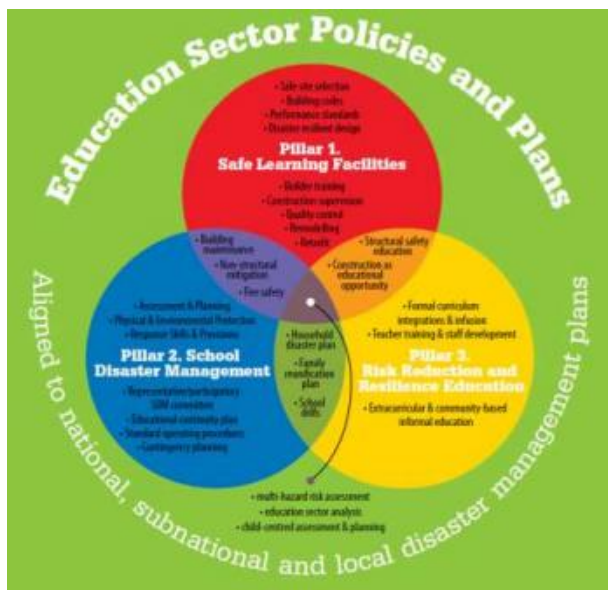 Education Sector Policies and Plans
• Safe site selection
• Building codes
• Performance standards
• Disaster resilient design
Pillar 1.
Safe Learning Facilities
• Builder training
• Construction supervision
• Quality control
• Remodelling
• Retrofit
• Building
maintenance
• Non-structural
mitigation
• Fire safety
• Structural safety
education
• Construction as
educational
opportunity
• Assessment & Planning
• Physical & Environmental Protection
• Response Skills & Provisions
Pillar 2. School
Disaster Management
• Representative/participatory
SDM committee
• Educational continuity plan
• Standard operating procedures
• Contingency planning
• Household
disaster plan
• Family
reunification
plan
• School
drills
• Formal curriculum
integrations & infusion
• Teacher training & staff development
Pillar 3.
Risk Reduction and
Resilience Education
• Extracurricular & community-based
informal education
• multi-hazard risk assessment
• education sector analysis
• child-centred assessment & planning
Aligned to national, subnational and local disaster management plans